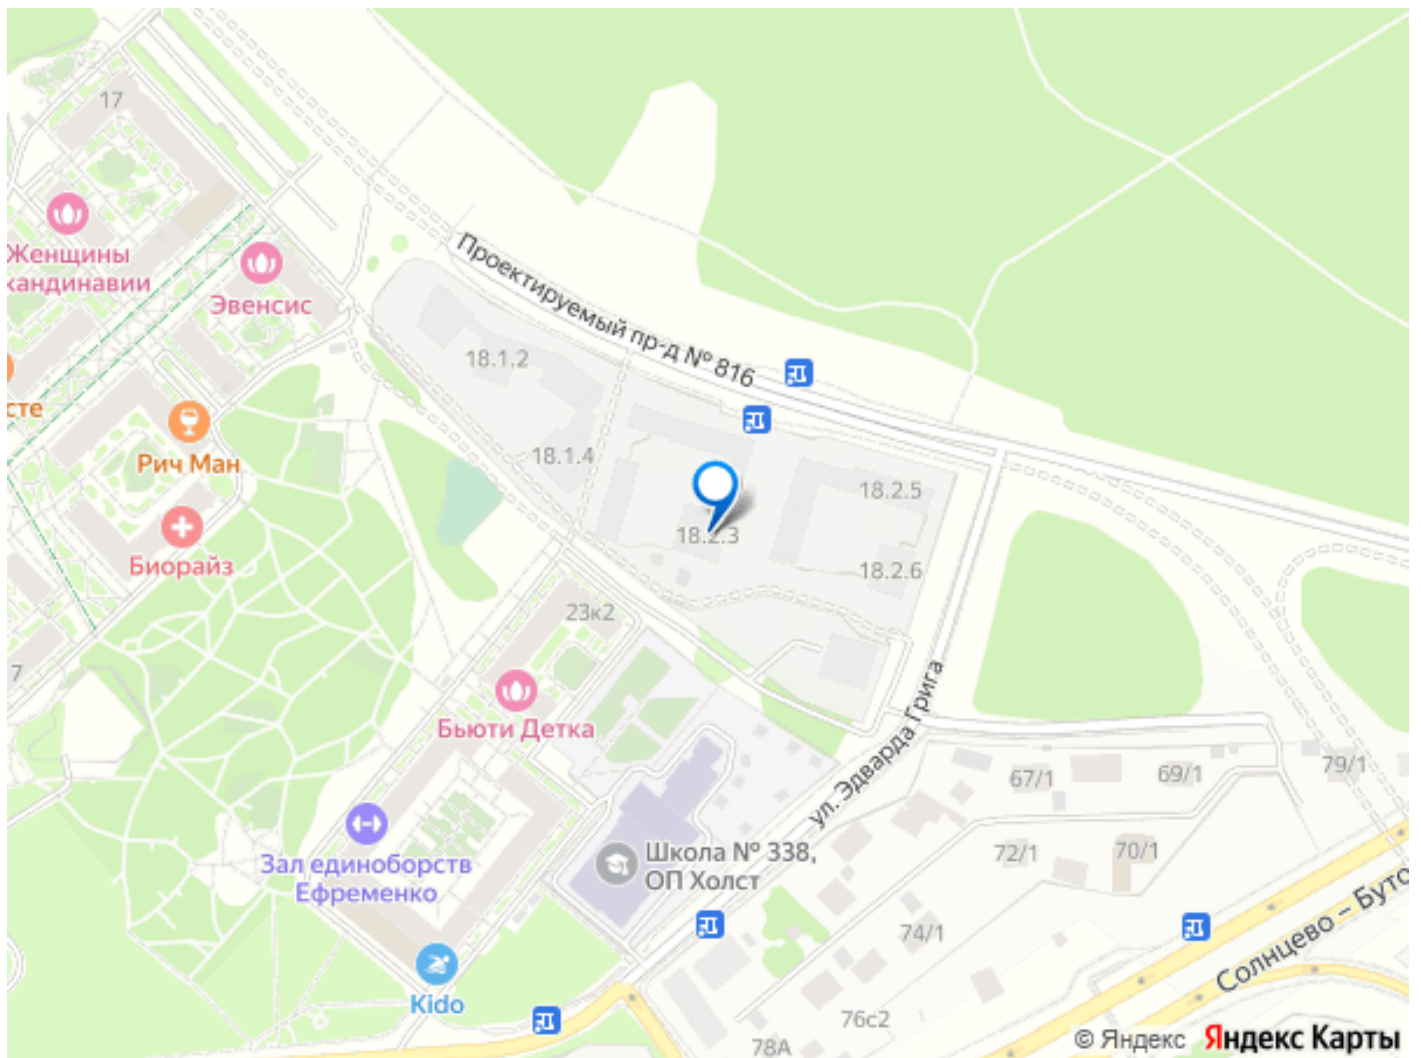 17
Женщины
кандинавии
Эвенсис
Проектируемый пр-д № 816
18.1.2
сте
Рич Ман
18.1.4
18.2.5
18.2.3
Биорайз
18.2.6
23к2
7
Бьюти Детка
ул. Эдварда Грига
67/1
69/1
79/1
Зал единоборств
Ефременко
Школа № 338,
ОП Холст
72/1
70/1
74/1
Солнцево – Буто
Kido
76с2
78А
© Яндекс Яндекс Карты